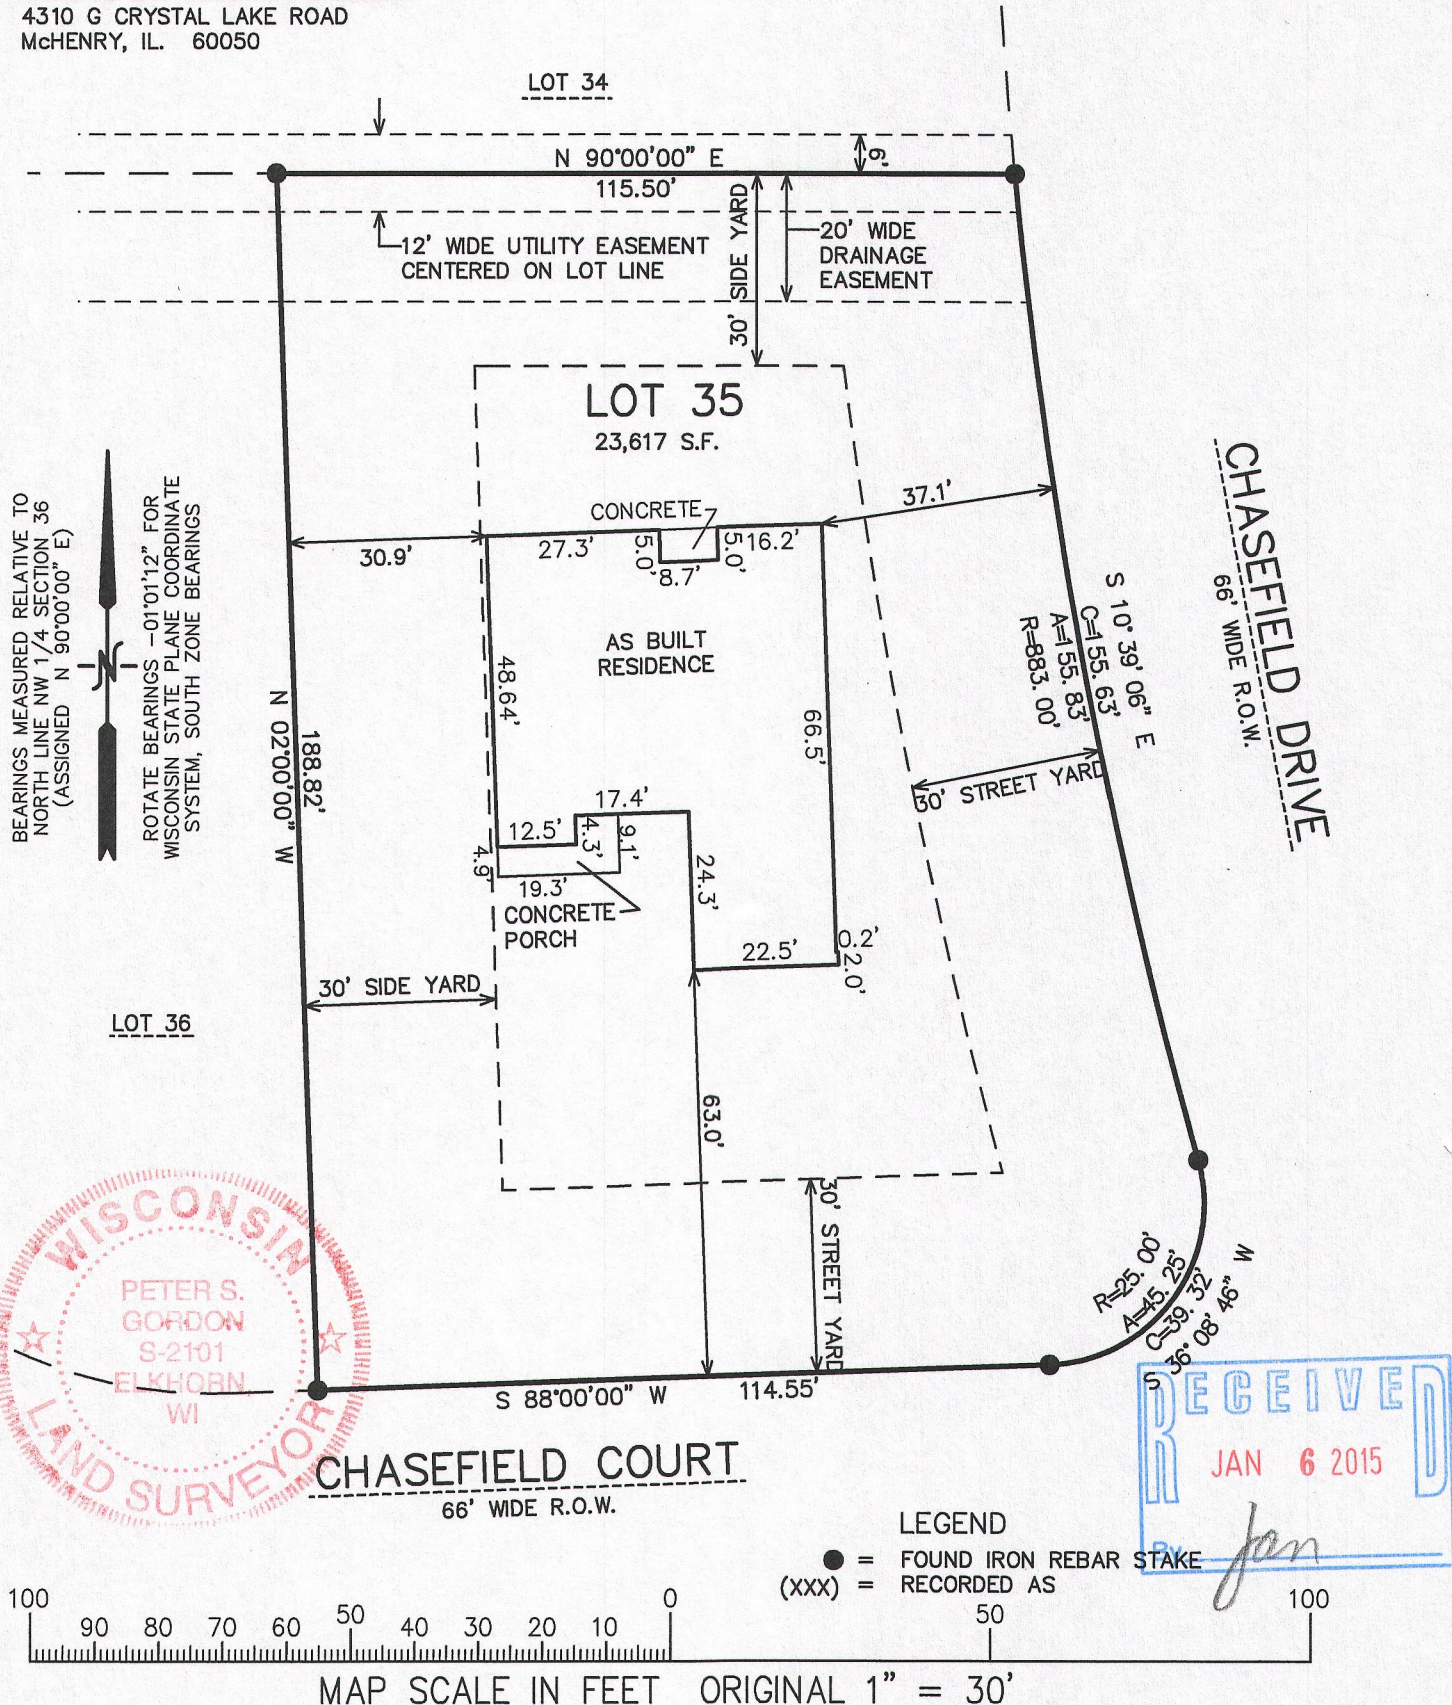 4310 G CRYSTAL LAKE ROAD
McHENRY, IL. 60050
LOT 34
N 90°00'00" E
6'
115.50'
12' WIDE UTILITY EASEMENT
CENTERED ON LOT LINE
30' SIDE YARD
20' WIDE
DRAINAGE
EASEMENT
LOT 35
23,617 S.F.
CONCRETE
37.1'
30.9'
27.3'
5.0'
8.7'
5.0'
16.2'
AS BUILT
RESIDENCE
48.64'
66.5'
17.4'
12.5'
4.3'
9.1'
4.9'
19.3'
CONCRETE
PORCH
24.3'
22.5'
0.2'
2.0'
BEARINGS MEASURED RELATIVE TO
NORTH LINE NW 1/4 SECTION 36
(ASSIGNED N 90°00'00" E)
N
ROTATE BEARINGS -01°01'12" FOR
WISCONSIN STATE PLANE COORDINATE
SYSTEM, SOUTH ZONE BEARINGS
N 02°00'00" W
188.82'
CHASEFIELD DRIVE
66' WIDE R.O.W.
S 10°39'06" E
C=155.63'
A=155.83'
R=883.00'
30' STREET YARD
30' SIDE YARD
LOT 36
63.0'
30' STREET YARD
R=25.00'
A=45.25'
C=39.32'
S 36°08'46" W
WISCONSIN
PETER S.
GORDON
S-2101
ELKHORN,
WI
LAND SURVEYOR
S 88°00'00" W
114.55'
CHASEFIELD COURT
66' WIDE R.O.W.
RECEIVED
JAN 6 2015
By Jan
LEGEND
= FOUND IRON REBAR STAKE
(XXX) = RECORDED AS
100 90 80 70 60 50 40 30 20 10 0 50 100
MAP SCALE IN FEET ORIGINAL 1" = 30'